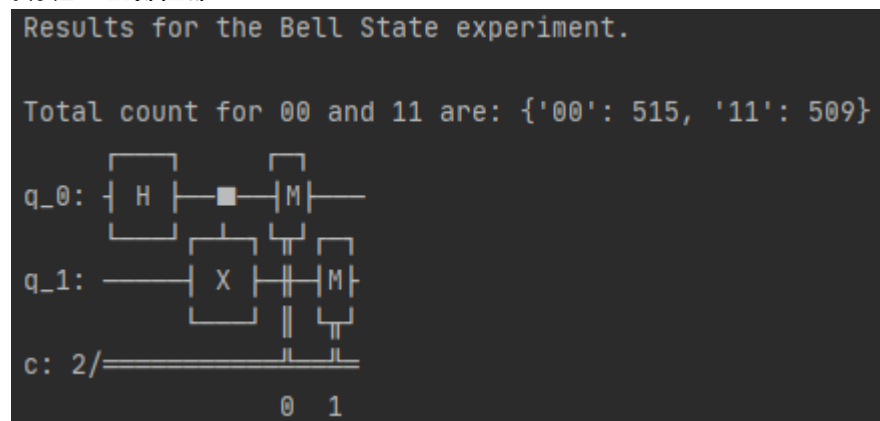 Results for the Bell State experiment.
Total count for 00 and 11 are: {'00': 515, '11': 509}
q_0: H M
q_1: X M
c: 2/
0 1